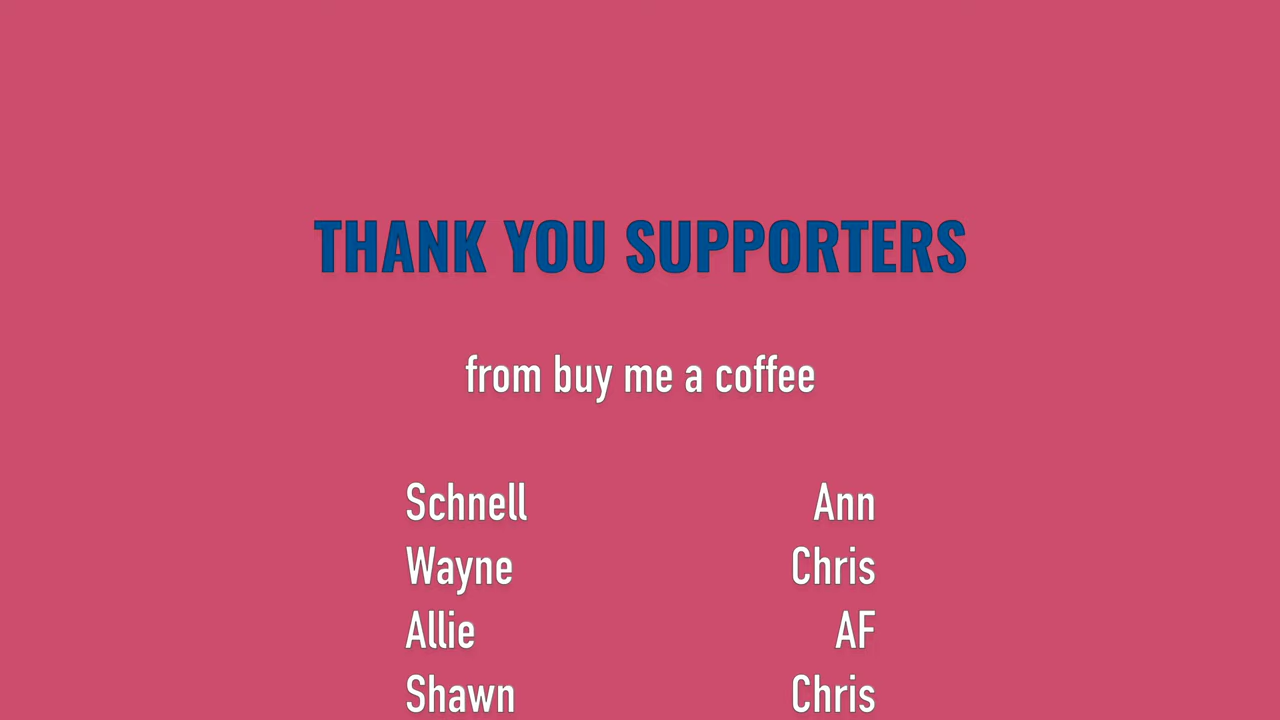 THANK YOU SUPPORTERS
from buy me a coffee
Schnell Ann
Wayne Chris
Allie AF
Shawn Chris